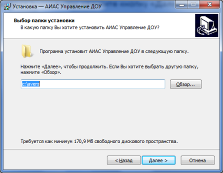 Установка — АИАС Управление ДОУ
Выбор папки установки
В какую папку Вы хотите установить АИАС Управление ДОУ?
Программа установит АИАС Управление ДОУ в следующую папку.
Нажмите «Далее», чтобы продолжить. Если Вы хотите выбрать другую папку,
нажмите «Обзор».
Обзор...
Требуется как минимум 170,9 Мб свободного дискового пространства.
< Назад
Далее >
Отмена